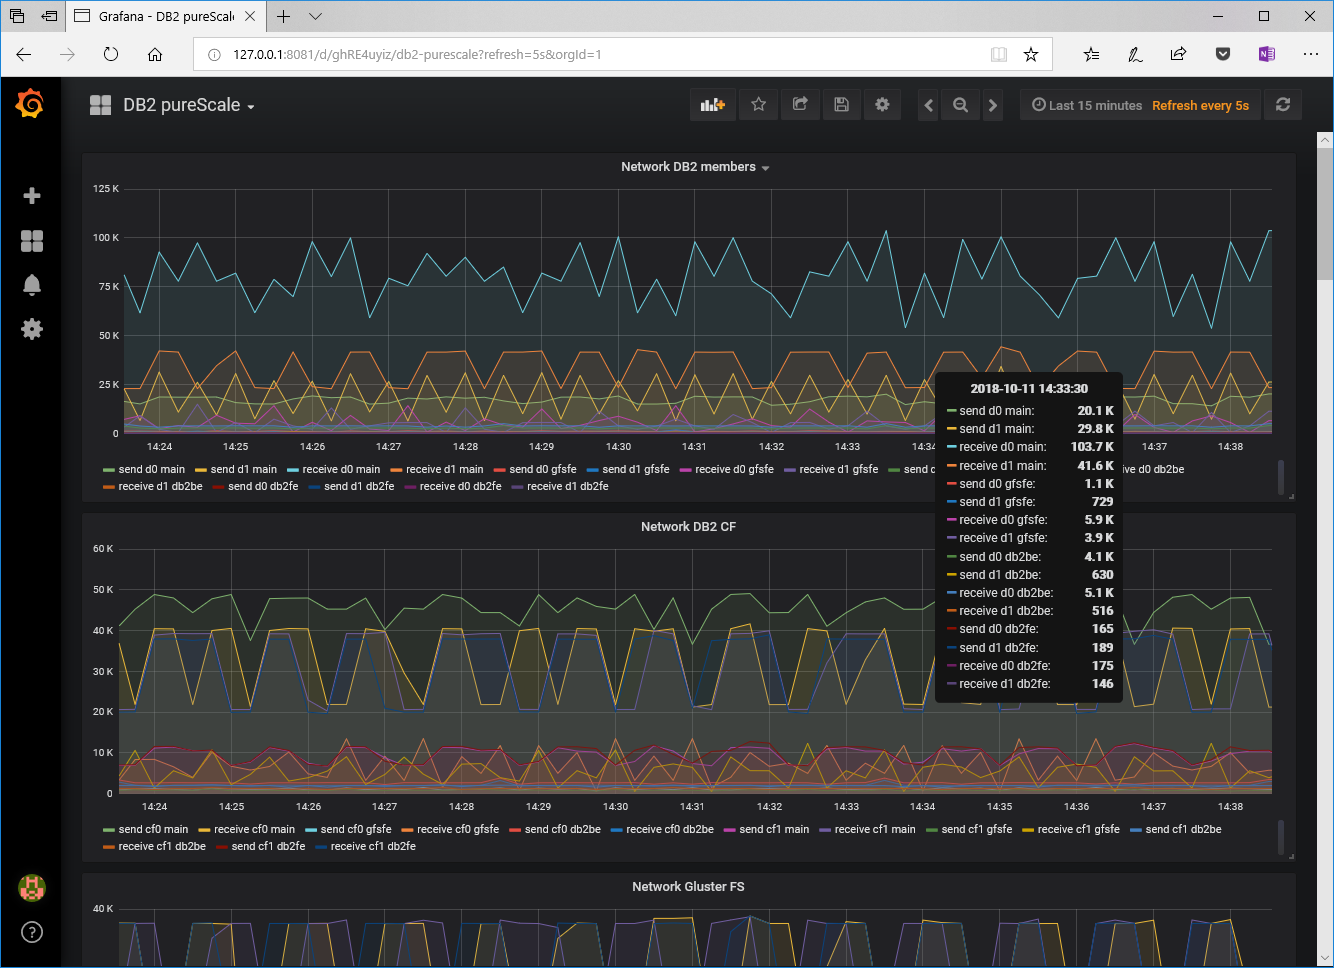 Grafana - DB2 pureScal
127.0.0.1:8081/d/ghRE4uyiz/db2-purescale?refresh=5s&orgId=1
DB2 pureScale
Last 15 minutes Refresh every 5s
Network DB2 members
125 K
100 K
75 K
50 K
25 K
0
14:24 14:25 14:26 14:27 14:28 14:29 14:30 14:31 14:32 14:33 14:34 14:37 14:38
send d0 main send d1 main receive d0 main receive d1 main send d0 gfsfe send d1 gfsfe receive d0 gfsfe receive d1 gfsfe send d ive d0 db2be
receive d1 db2be send d0 db2fe send d1 db2fe receive d0 db2fe receive d1 db2fe
2018-10-11 14:33:30
send d0 main: 20.1 K
send d1 main: 29.8 K
receive d0 main: 103.7 K
receive d1 main: 41.6 K
send d0 gfsfe: 1.1 K
send d1 gfsfe: 729
receive d0 gfsfe: 5.9 K
receive d1 gfsfe: 3.9 K
send d0 db2be: 4.1 K
send d1 db2be: 630
receive d0 db2be: 5.1 K
receive d1 db2be: 516
send d0 db2fe: 165
send d1 db2fe: 189
receive d0 db2fe: 175
receive d1 db2fe: 146
Network DB2 CF
60 K
50 K
40 K
30 K
20 K
10 K
0
14:24 14:25 14:26 14:27 14:28 14:29 14:30 14:31 14:32 14:33 14:34 14:35 14:36 14:37 14:38
send cf0 main receive cf0 main send cf0 gfsfe receive cf0 gfsfe send cf0 db2be receive cf0 db2be send cf1 main receive cf1 main send cf1 gfsfe receive cf1 gfsfe send cf1 db2be
receive cf1 db2be send cf1 db2fe receive cf1 db2fe
Network Gluster FS
40 K